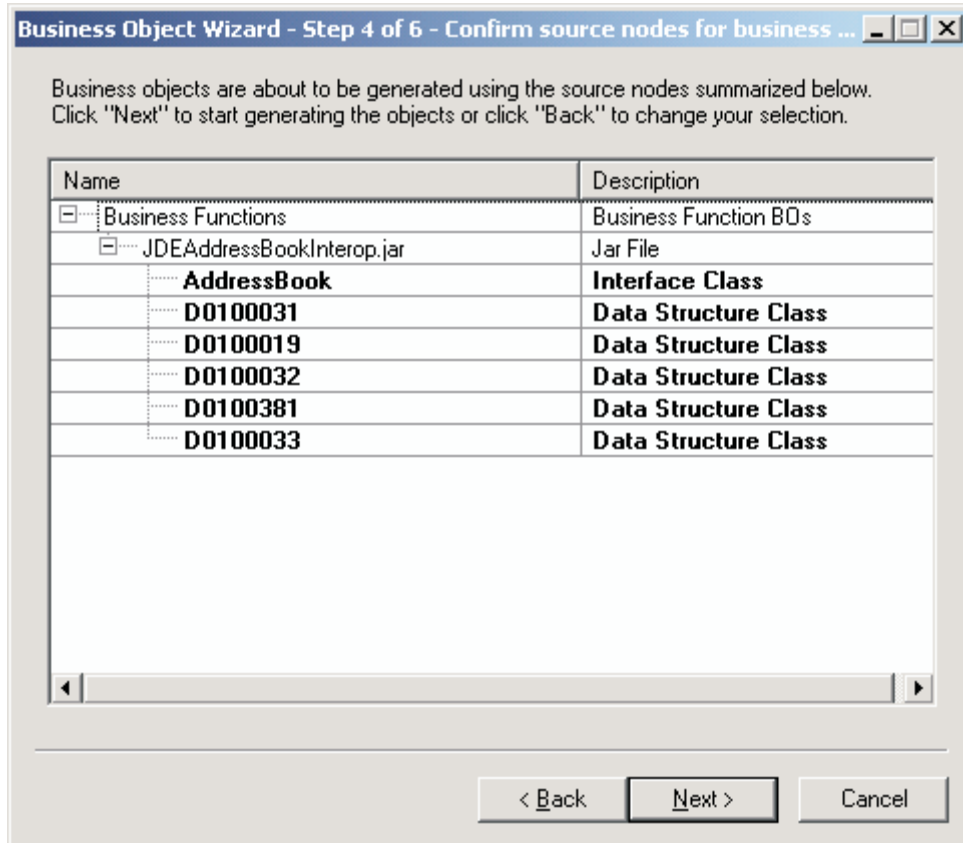 Business Object Wizard - Step 4 of 6 - Confirm source nodes for business ...
Business objects are about to be generated using the source nodes summarized below.
Click "Next" to start generating the objects or click "Back" to change your selection.
Name Description
Business Functions Business Function BOs
JDEAddressBookInterop.jar Jar File
AddressBook Interface Class
D0100031 Data Structure Class
D0100019 Data Structure Class
D0100032 Data Structure Class
D0100381 Data Structure Class
D0100033 Data Structure Class
< Back Next > Cancel